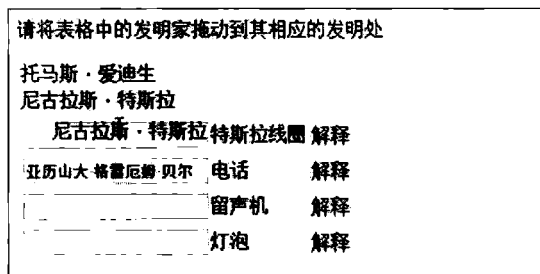 请将表格中的发明家拖动到其相应的发明处
托马斯·爱迪生
尼古拉斯·特斯拉
尼古拉斯·特斯拉 特斯拉线圈 解释
亚历山大·格雷厄姆·贝尔 电话 解释
留声机 解释
灯泡 解释